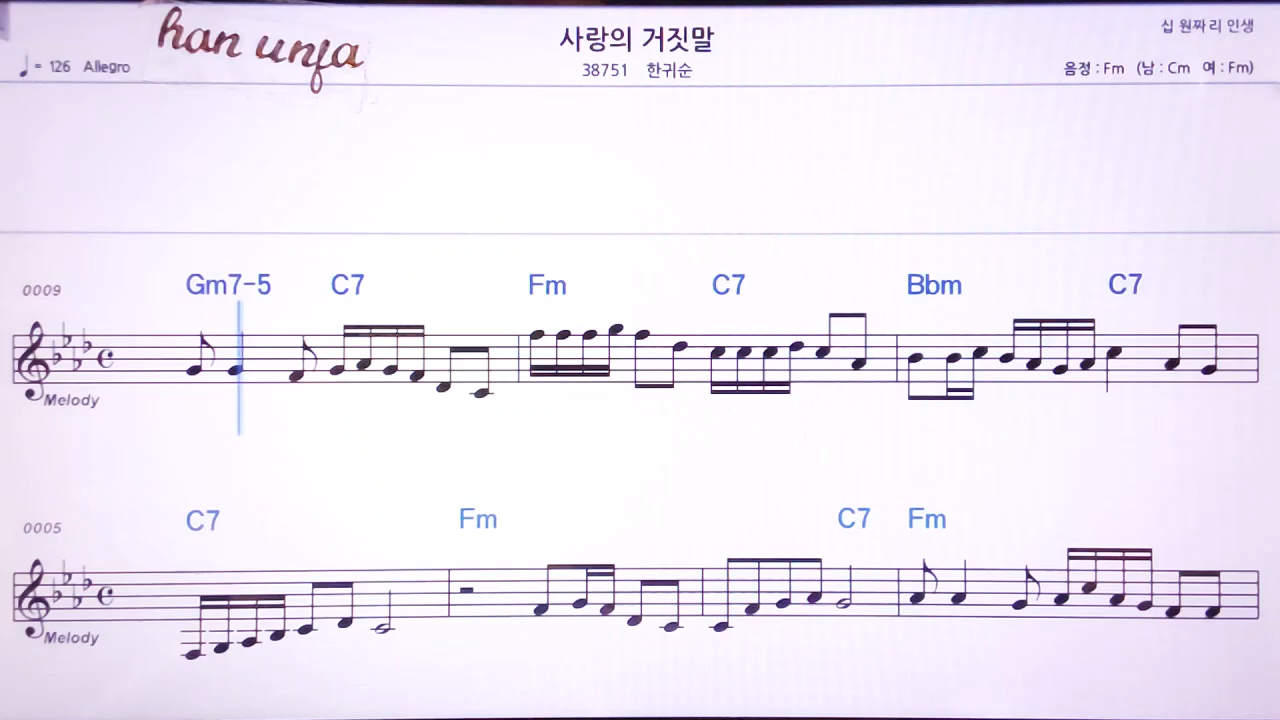 han unfa
사랑의 거짓말
십 원짜리 인생
♩= 126 Allegro
38751 한귀순
음정 : Fm (남 : Cm 여 : Fm)
Gm7-5 C7 Fm C7 Bbm C7
0009
Melody
C7 Fm C7 Fm
0005
Melody